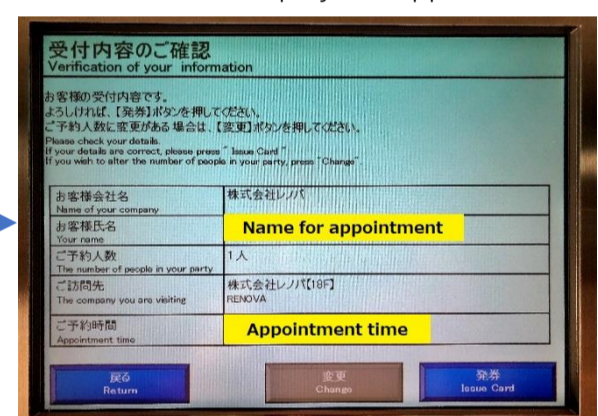 受付内容のご確認
Verification of your information
お客様の受付内容です。
よろしければ、【発券】ボタンを押してください。
ご予約人数に変更がある場合は、【変更】ボタンを押してください。
Please check your details.
If your details are correct, please press " Issue Card "
If you wish to alter the number of people in your party, press "Change".
お客様会社名 株式会社レノバ
Name of your company
お客様氏名 Name for appointment
Your name
ご予約人数 1人
The number of people in your party
ご訪問先 株式会社レノバ【18F】
The company you are visiting RENOVA
ご予約時間 Appointment time
Appointment time
戻る 変更 発券
Return Change Issue Card